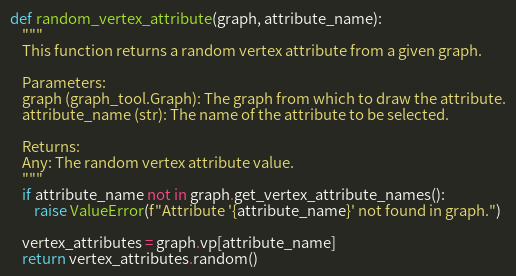 def random_vertex_attribute(graph, attribute_name):
"""
This function returns a random vertex attribute from a given graph.
Parameters:
graph (graph_tool.Graph): The graph from which to draw the attribute.
attribute_name (str): The name of the attribute to be selected.
Returns:
Any: The random vertex attribute value.
"""
if attribute_name not in graph.get_vertex_attribute_names():
raise ValueError(f"Attribute '{attribute_name}' not found in graph.")
vertex_attributes = graph.vp[attribute_name]
return vertex_attributes.random()